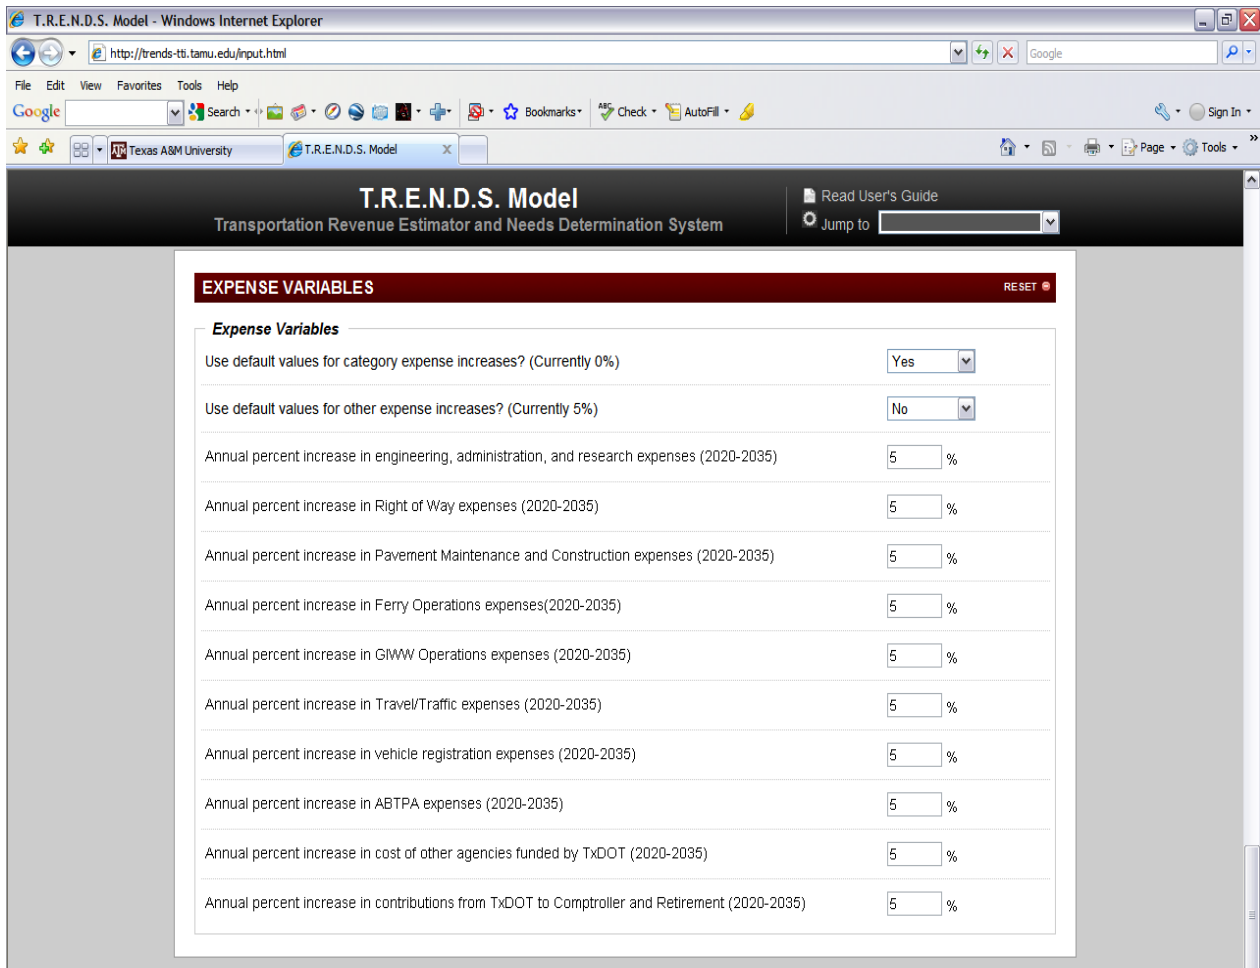 T.R.E.N.D.S. Model - Windows Internet Explorer
http://trends-tti.tamu.edu/input.html
Google
File Edit View Favorites Tools Help
Google Search Bookmarks ABC Check AutoFill Sign In
Texas A&M University T.R.E.N.D.S. Model X Page Tools »
T.R.E.N.D.S. Model
Transportation Revenue Estimator and Needs Determination System
Read User's Guide
Jump to
EXPENSE VARIABLES RESET
Expense Variables
Use default values for category expense increases? (Currently 0%) Yes
Use default values for other expense increases? (Currently 5%) No
Annual percent increase in engineering, administration, and research expenses (2020-2035) 5 %
Annual percent increase in Right of Way expenses (2020-2035) 5 %
Annual percent increase in Pavement Maintenance and Construction expenses (2020-2035) 5 %
Annual percent increase in Ferry Operations expenses(2020-2035) 5 %
Annual percent increase in GIWW Operations expenses (2020-2035) 5 %
Annual percent increase in Travel/Traffic expenses (2020-2035) 5 %
Annual percent increase in vehicle registration expenses (2020-2035) 5 %
Annual percent increase in ABTPA expenses (2020-2035) 5 %
Annual percent increase in cost of other agencies funded by TxDOT (2020-2035) 5 %
Annual percent increase in contributions from TxDOT to Comptroller and Retirement (2020-2035) 5 %